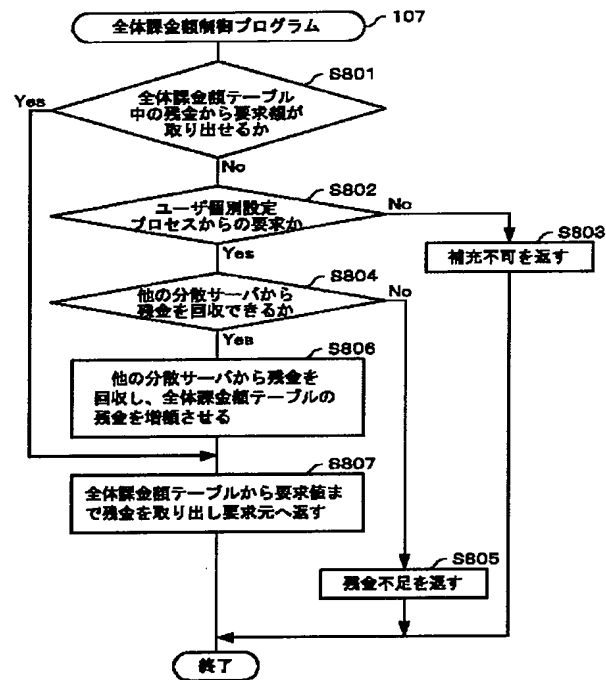 全体課金額制御プログラム
107
S801
Yes
全体課金額テーブル
中の残金から要求額が
取り出せるか
No
S802
ユーザ個別設定
プロセスからの要求か
No
Yes
S803
補充不可を返す
S804
他の分散サーバから
残金を回収できるか
No
Yes
S806
他の分散サーバから残金を
回収し、全体課金額テーブルの
残金を増額させる
S807
全体課金額テーブルから要求値ま
で残金を取り出し要求元へ返す
S805
残金不足を返す
終了